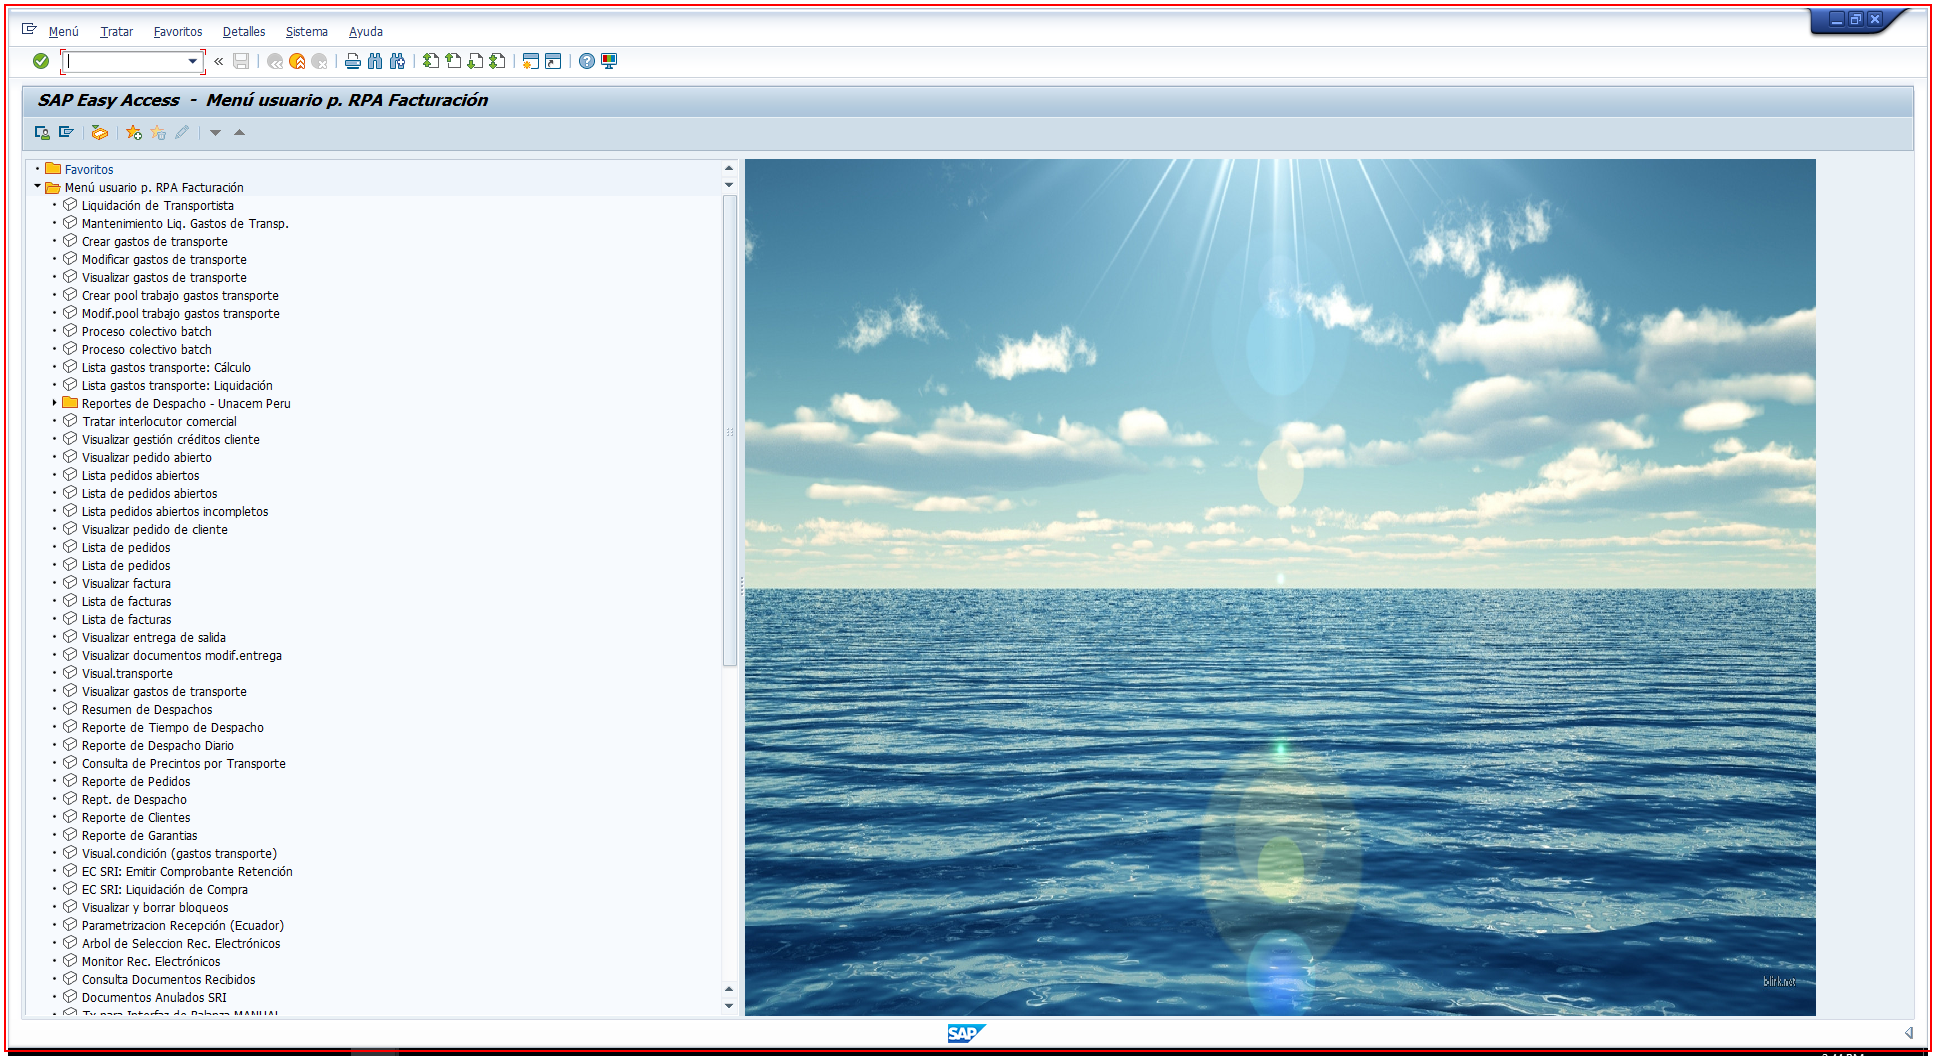 Menú Tratar Favoritos Detalles Sistema Ayuda
SAP Easy Access - Menú usuario p. RPA Facturación
Favoritos
Menú usuario p. RPA Facturación
Liquidación de Transportista
Mantenimiento Liq. Gastos de Transp.
Crear gastos de transporte
Modificar gastos de transporte
Visualizar gastos de transporte
Crear pool trabajo gastos transporte
Modif.pool trabajo gastos transporte
Proceso colectivo batch
Proceso colectivo batch
Lista gastos transporte: Cálculo
Lista gastos transporte: Liquidación
Reportes de Despacho - Unacem Peru
Tratar interlocutor comercial
Visualizar gestión créditos cliente
Visualizar pedido abierto
Lista pedidos abiertos
Lista de pedidos abiertos
Lista pedidos abiertos incompletos
Visualizar pedido de cliente
Lista de pedidos
Lista de pedidos
Visualizar factura
Lista de facturas
Lista de facturas
Visualizar entrega de salida
Visualizar documentos modif.entrega
Visual.transporte
Visualizar gastos de transporte
Resumen de Despachos
Reporte de Tiempo de Despacho
Reporte de Despacho Diario
Consulta de Precintos por Transporte
Reporte de Pedidos
Rept. de Despacho
Reporte de Clientes
Reporte de Garantias
Visual.condición (gastos transporte)
EC SRI: Emitir Comprobante Retención
EC SRI: Liquidación de Compra
Visualizar y borrar bloqueos
Parametrizacion Recepción (Ecuador)
Arbol de Seleccion Rec. Electrónicos
Monitor Rec. Electrónicos
Consulta Documentos Recibidos
Documentos Anulados SRI
Tx para Interfaz de Balanza MANUAL
blirk.net
SAP